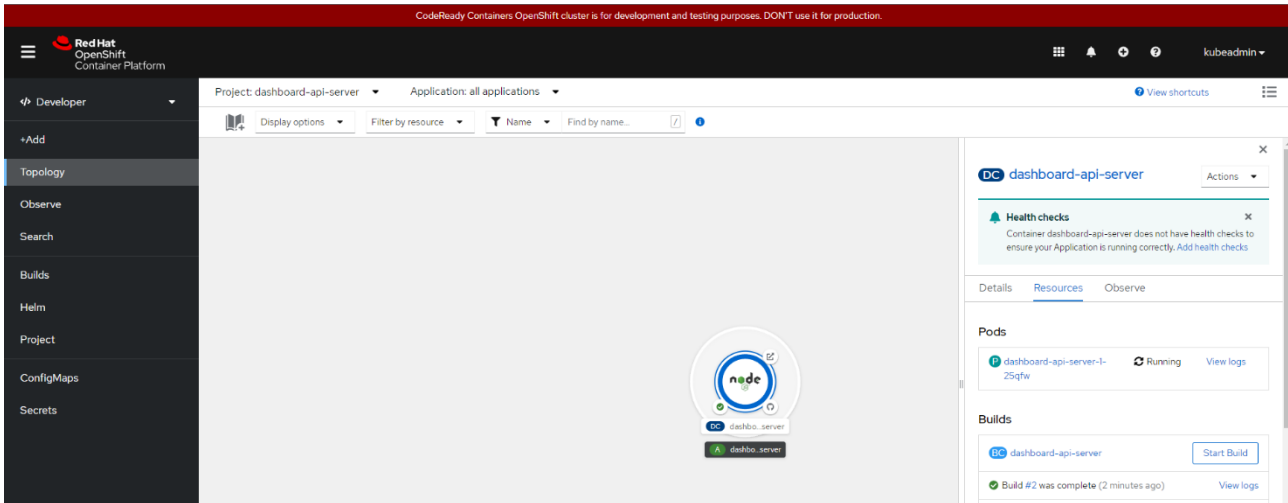 CodeReady Containers OpenShift cluster is for development and testing purposes. DON'T use it for production.
Red Hat
OpenShift
Container Platform
kubeadmin
Developer
+Add
Topology
Observe
Search
Builds
Helm
Project
ConfigMaps
Secrets
Project: dashboard-api-server
Application: all applications
View shortcuts
Display options
Filter by resource
Name
Find by name...
/
node
DC dashbo...server
A dashbo...server
DC dashboard-api-server
Actions
Health checks
Container dashboard-api-server does not have health checks to
ensure your Application is running correctly. Add health checks
Details
Resources
Observe
Pods
P dashboard-api-server-1-
25qfw
Running
View logs
Builds
BC dashboard-api-server
Start Build
Build #2 was complete (2 minutes ago)
View logs